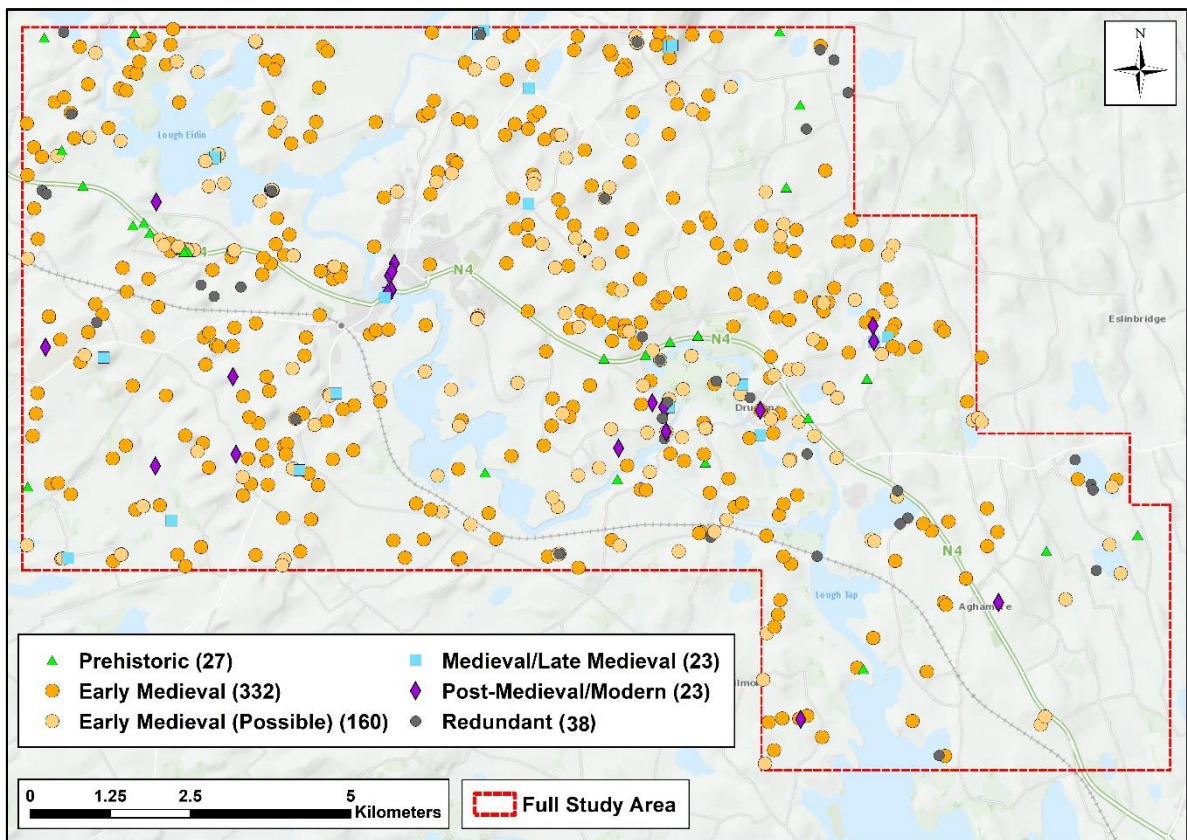 N
Lough Eidin
N4
N4
Eslinbridge
N4
N4
Lough Tap
Aghamore
Prehistoric (27)
Medieval/Late Medieval (23)
Early Medieval (332)
Post-Medieval/Modern (23)
Early Medieval (Possible) (160)
Redundant (38)
0 1.25 2.5 5
Kilometers
Full Study Area